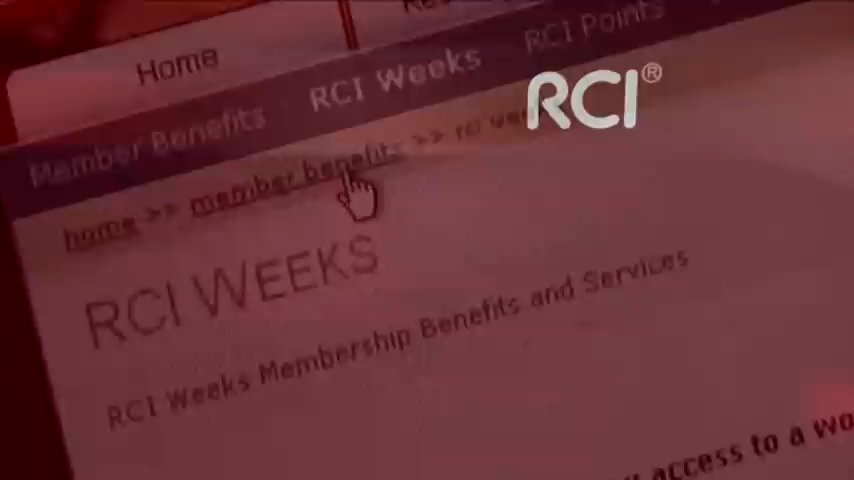 Home
Member Benefits RCI Weeks RCI Points
RCI®
home >> member benefits >> rci
RCI WEEKS
RCI Weeks Membership Benefits and Services
access to a